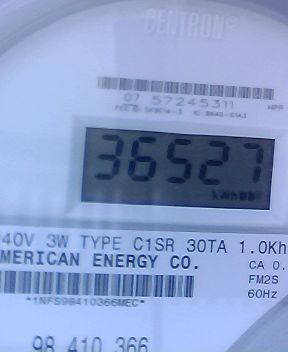 CENTRON®
07 57245311
36527
kWh
40V 3W TYPE C1SR 30TA 1.0Kh
MERICAN ENERGY CO.
CA 0.
FM2S
60Hz
*1NFS98410366MEC*
98 410 366